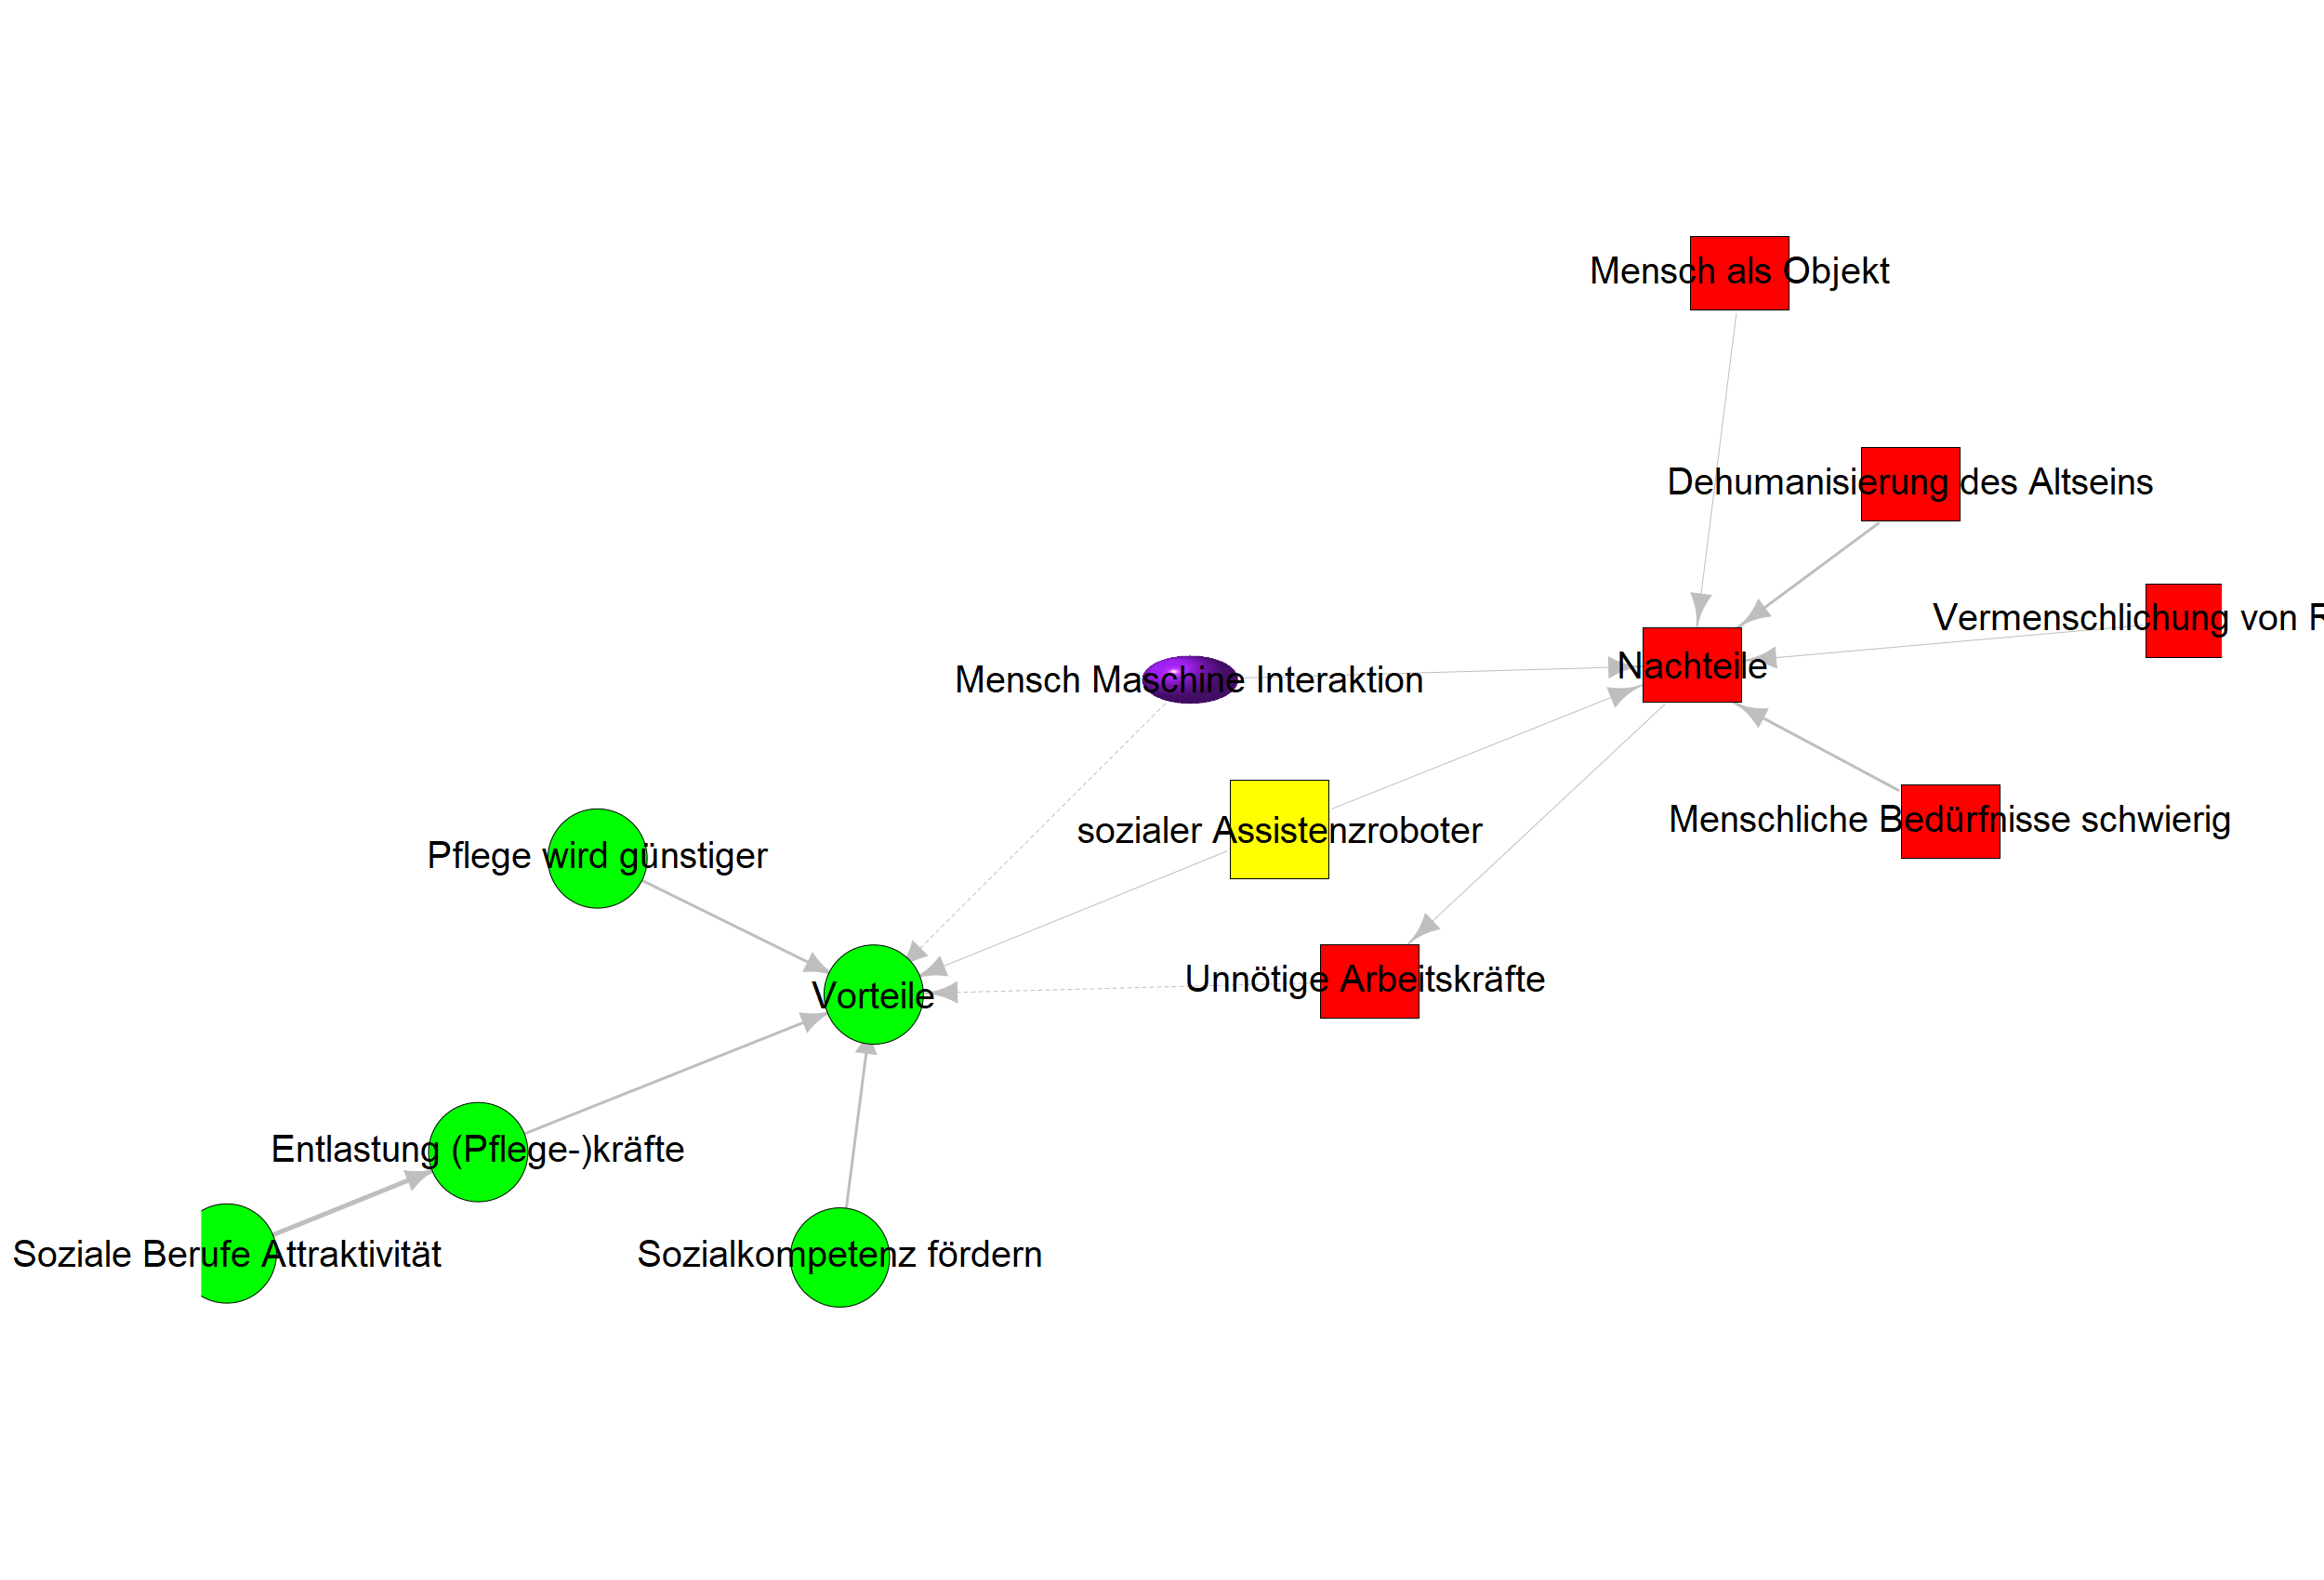 Mensch als Objekt
Dehumanisierung des Altseins
Vermenschlichung von
Nachteile
Mensch Maschine Interaktion
Menschliche Bedürfnisse schwierig
sozialer Assistenzroboter
Pflege wird günstiger
Unnötige Arbeitskräfte
Vorteile
Entlastung (Pflege-)kräfte
Soziale Berufe Attraktivität
Sozialkompetenz fördern